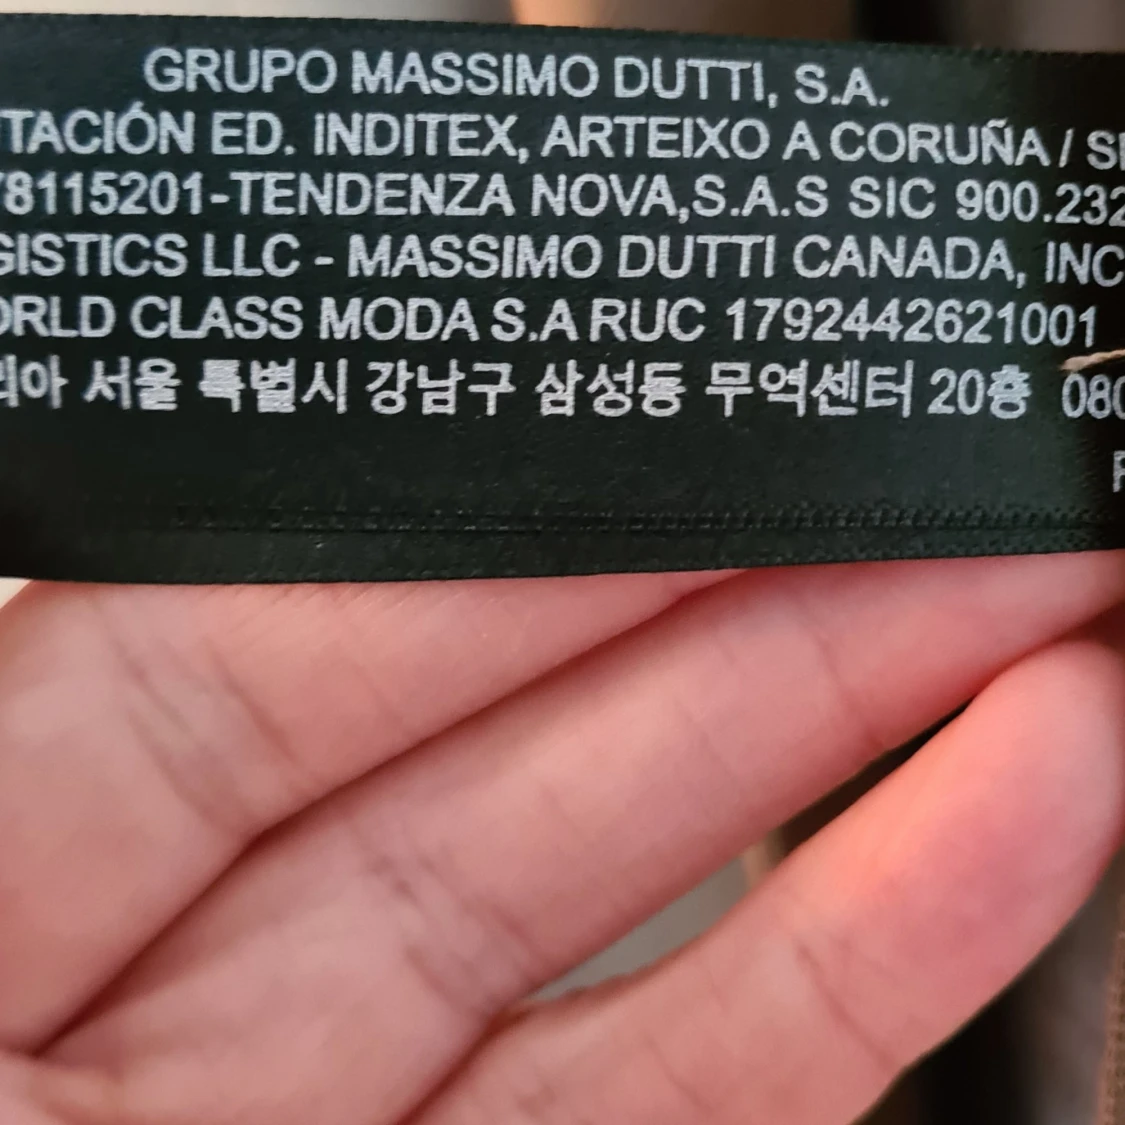 GRUPO MASSIMO DUTTI, S.A.
TACIÓN ED. INDITEX, ARTEIXO A CORUÑA /
78115201-TENDENZA NOVA,S.A.S SIC 900.232
GISTICS LLC - MASSIMO DUTTI CANADA, INC
ORLD CLASS MODA S.A RUC 1792442621001
리아 서울 특별시 강남구 삼성동 무역센터 20층 080